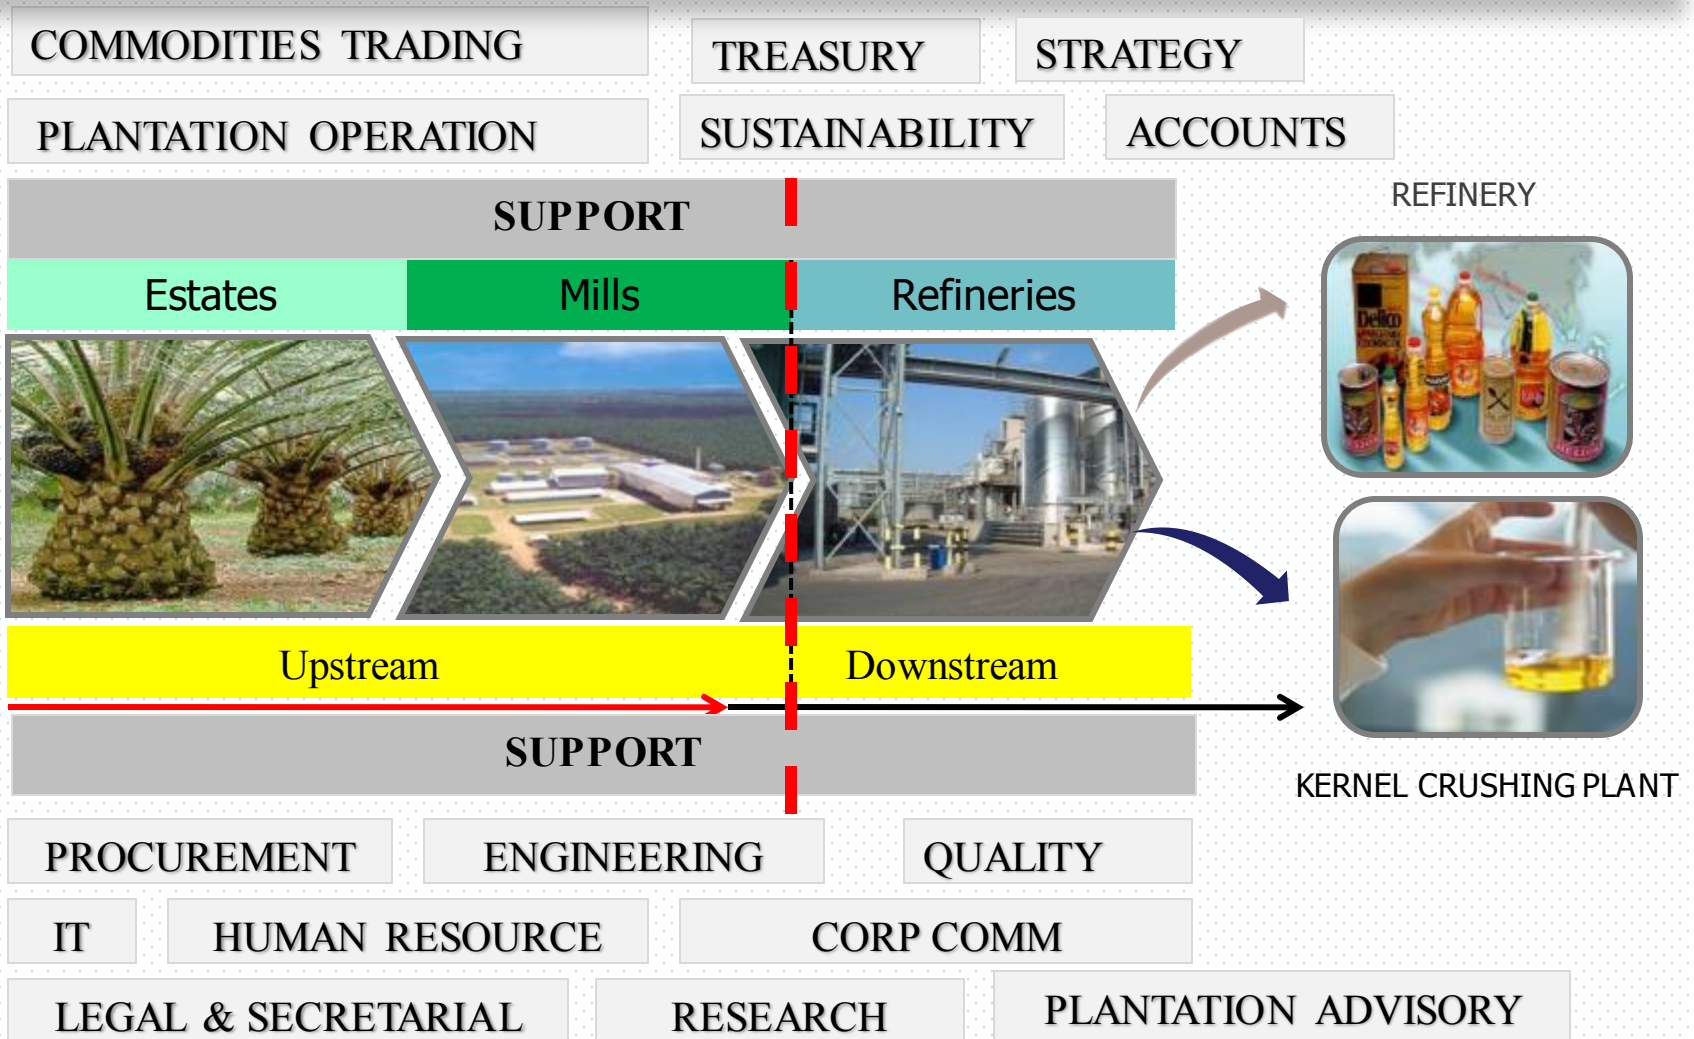 COMMODITIES TRADING
TREASURY
STRATEGY
PLANTATION OPERATION
SUSTAINABILITY
ACCOUNTS
SUPPORT
REFINERY
Estates
Mills
Refineries
Delico
Upstream
Downstream
SUPPORT
KERNEL CRUSHING PLANT
PROCUREMENT
ENGINEERING
QUALITY
IT
HUMAN RESOURCE
CORP COMM
LEGAL & SECRETARIAL
RESEARCH
PLANTATION ADVISORY